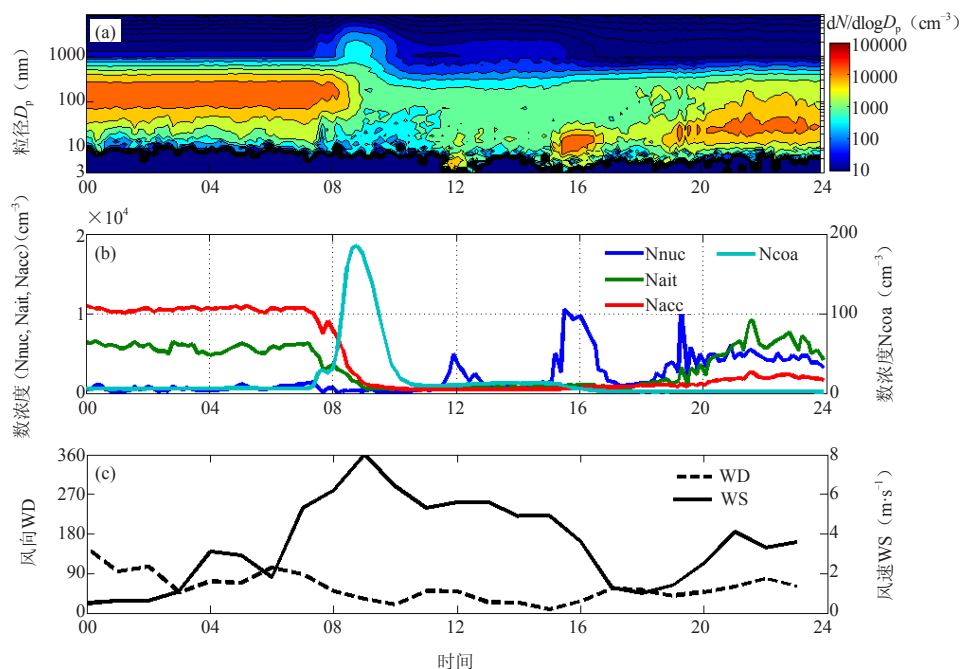 (a)
dN/dlogDp (cm⁻³)
粒径Dp (nm)
1000
100
10
3
100000
10000
1000
100
10
00 04 08 12 16 20 24
×10⁴
(b)
数浓度 (Nnuc, Nait, Nacc)(cm⁻³)
2
1
0
Nnuc Ncoa
Nait
Nacc
200
100
0
数浓度Ncoa (cm⁻³)
00 04 08 12 16 20 24
(c)
风向WD
360
270
180
90
0
WD
WS
8
6
4
2
0
风速WS (m·s⁻¹)
00 04 08 12 16 20 24
时间